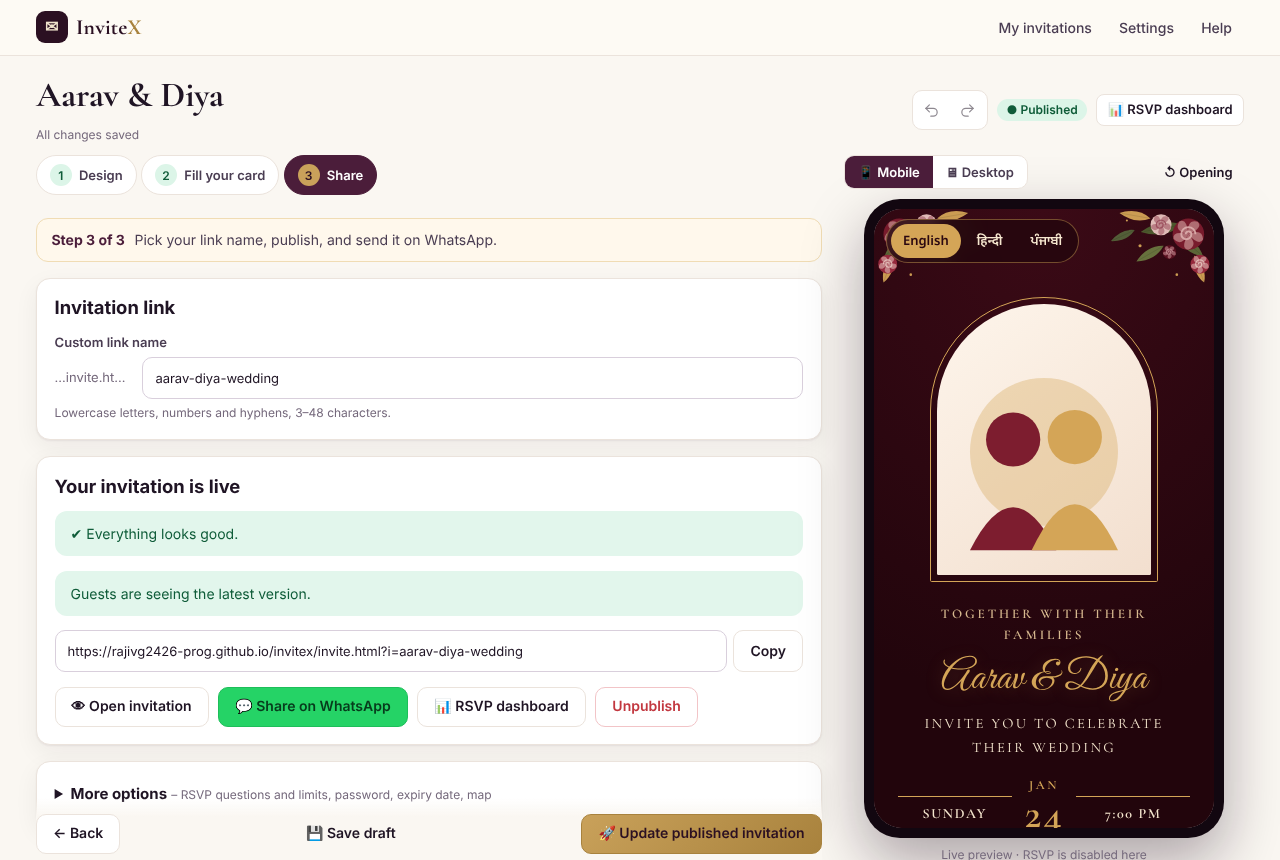 ✉ InviteX
My invitations Settings Help
Aarav & Diya
All changes saved
Published 📊 RSVP dashboard
1 Design 2 Fill your card 3 Share
📱 Mobile 🖥 Desktop ↺ Opening
Step 3 of 3 Pick your link name, publish, and send it on WhatsApp.
Invitation link
Custom link name
...invite.ht... aarav-diya-wedding
Lowercase letters, numbers and hyphens, 3–48 characters.
Your invitation is live
✔ Everything looks good.
Guests are seeing the latest version.
https://rajivg2426-prog.github.io/invitex/invite.html?i=aarav-diya-wedding Copy
👁 Open invitation 💬 Share on WhatsApp 📊 RSVP dashboard Unpublish
▶ More options – RSVP questions and limits, password, expiry date, map
← Back 💾 Save draft 🚀 Update published invitation
English हिन्दी ਪੰਜਾਬੀ
TOGETHER WITH THEIR
FAMILIES
Aarav & Diya
INVITE YOU TO CELEBRATE
THEIR WEDDING
JAN
SUNDAY 24 7:00 PM
Live preview · RSVP is disabled here